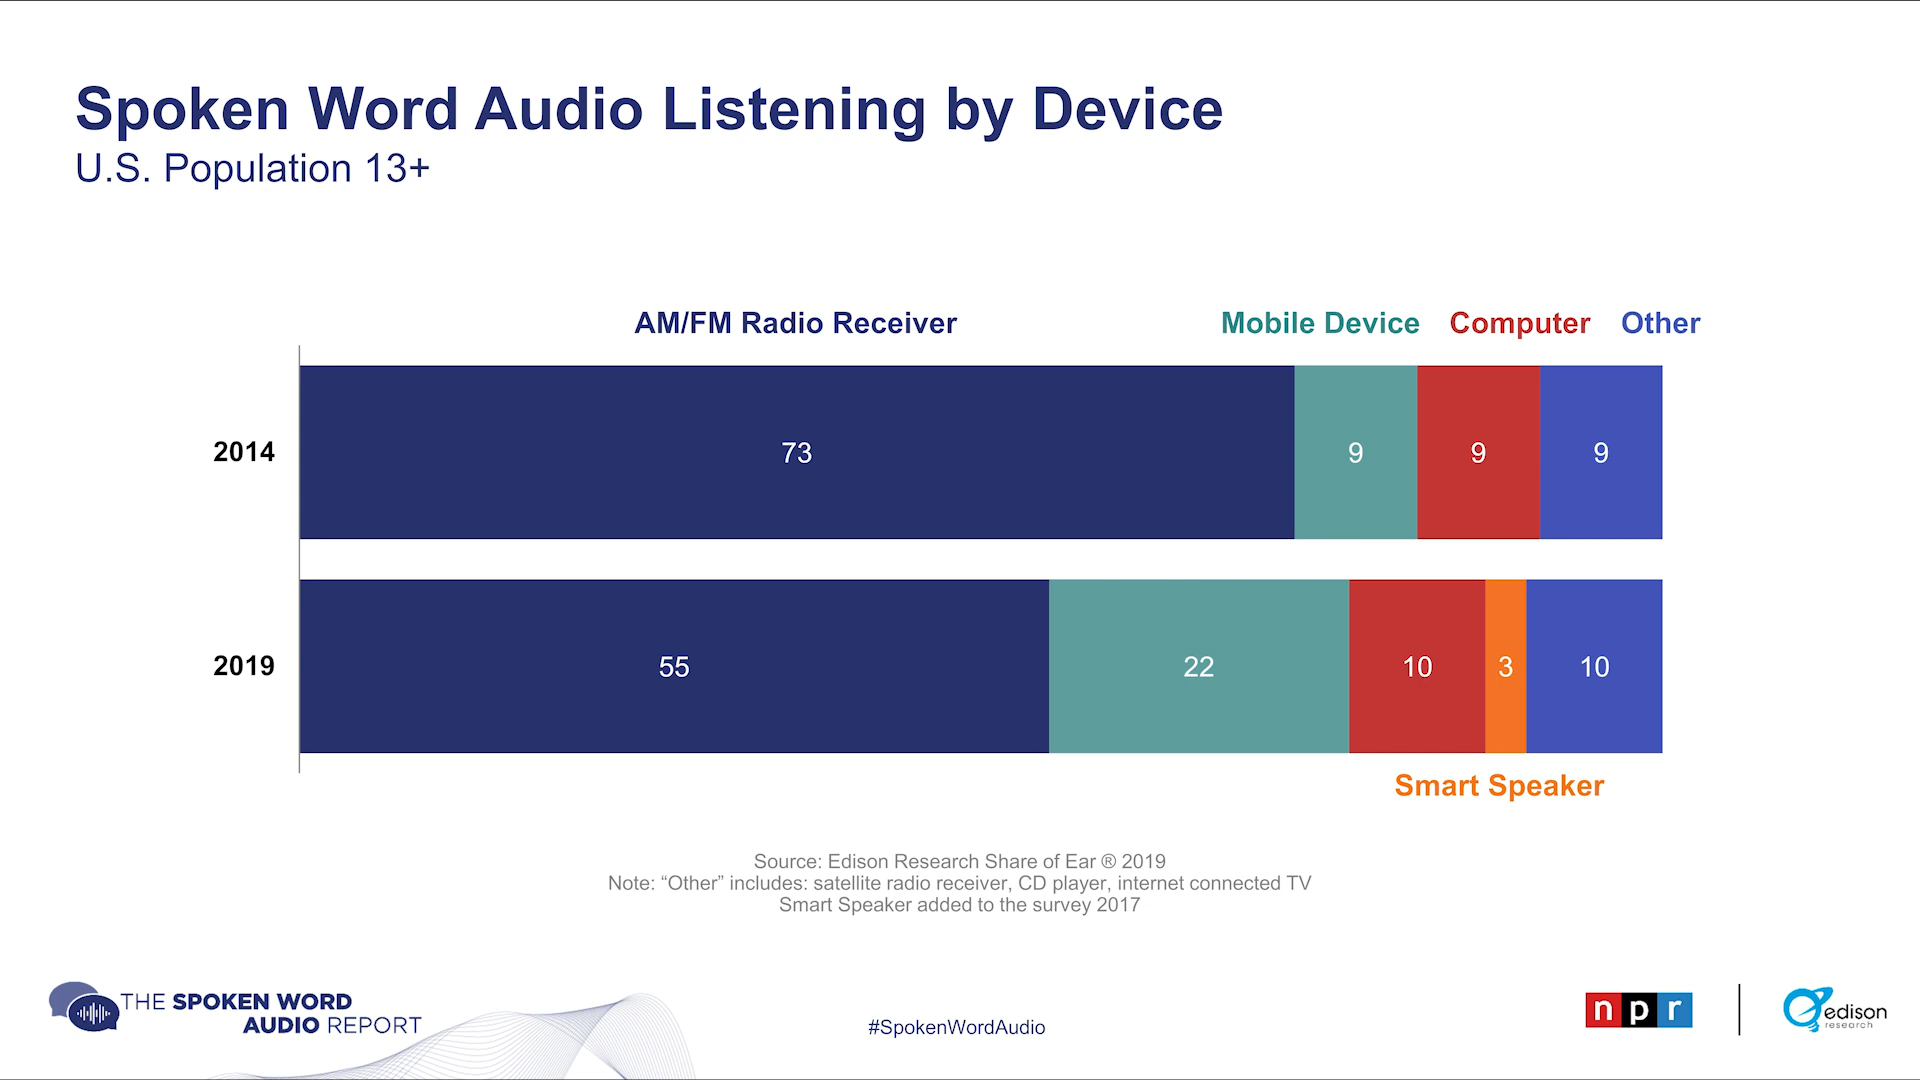 Spoken Word Audio Listening by Device
U.S. Population 13+
AM/FM Radio Receiver Mobile Device Computer Other
2014 73 9 9 9
2019 55 22 10 3 10
Smart Speaker
Source: Edison Research Share of Ear ® 2019
Note: “Other” includes: satellite radio receiver, CD player, internet connected TV
Smart Speaker added to the survey 2017
THE SPOKEN WORD
AUDIO REPORT
#SpokenWordAudio
npr
edison
research